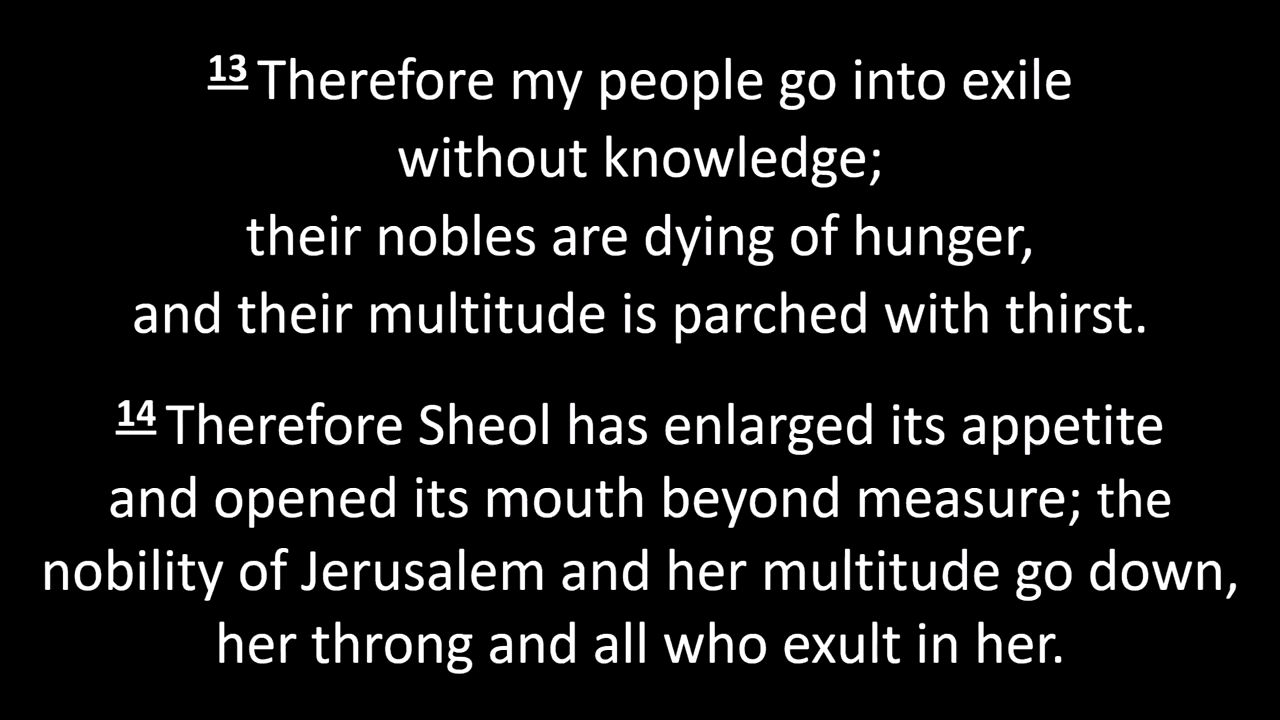 13 Therefore my people go into exile
without knowledge;
their nobles are dying of hunger,
and their multitude is parched with thirst.
14 Therefore Sheol has enlarged its appetite
and opened its mouth beyond measure; the
nobility of Jerusalem and her multitude go down,
her throng and all who exult in her.